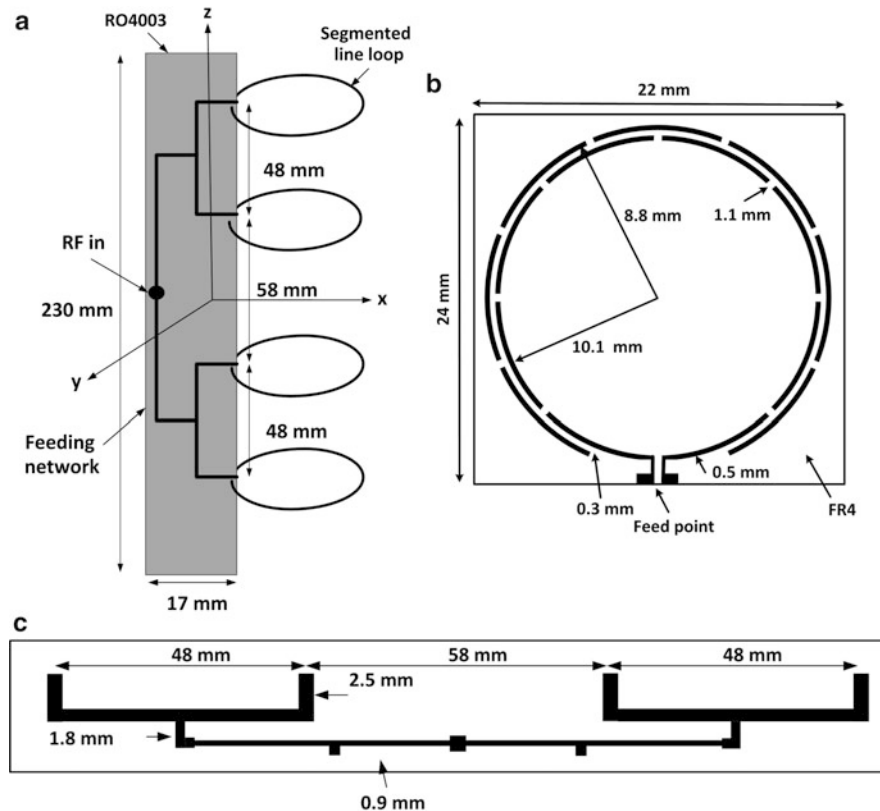 a
RO4003
z
Segmented
line loop
48 mm
RF in
58 mm
x
230 mm
y
Feeding
network
48 mm
17 mm
b
22 mm
24 mm
8.8 mm
1.1 mm
10.1 mm
0.5 mm
0.3 mm
Feed point
FR4
c
48 mm
58 mm
48 mm
2.5 mm
1.8 mm
0.9 mm